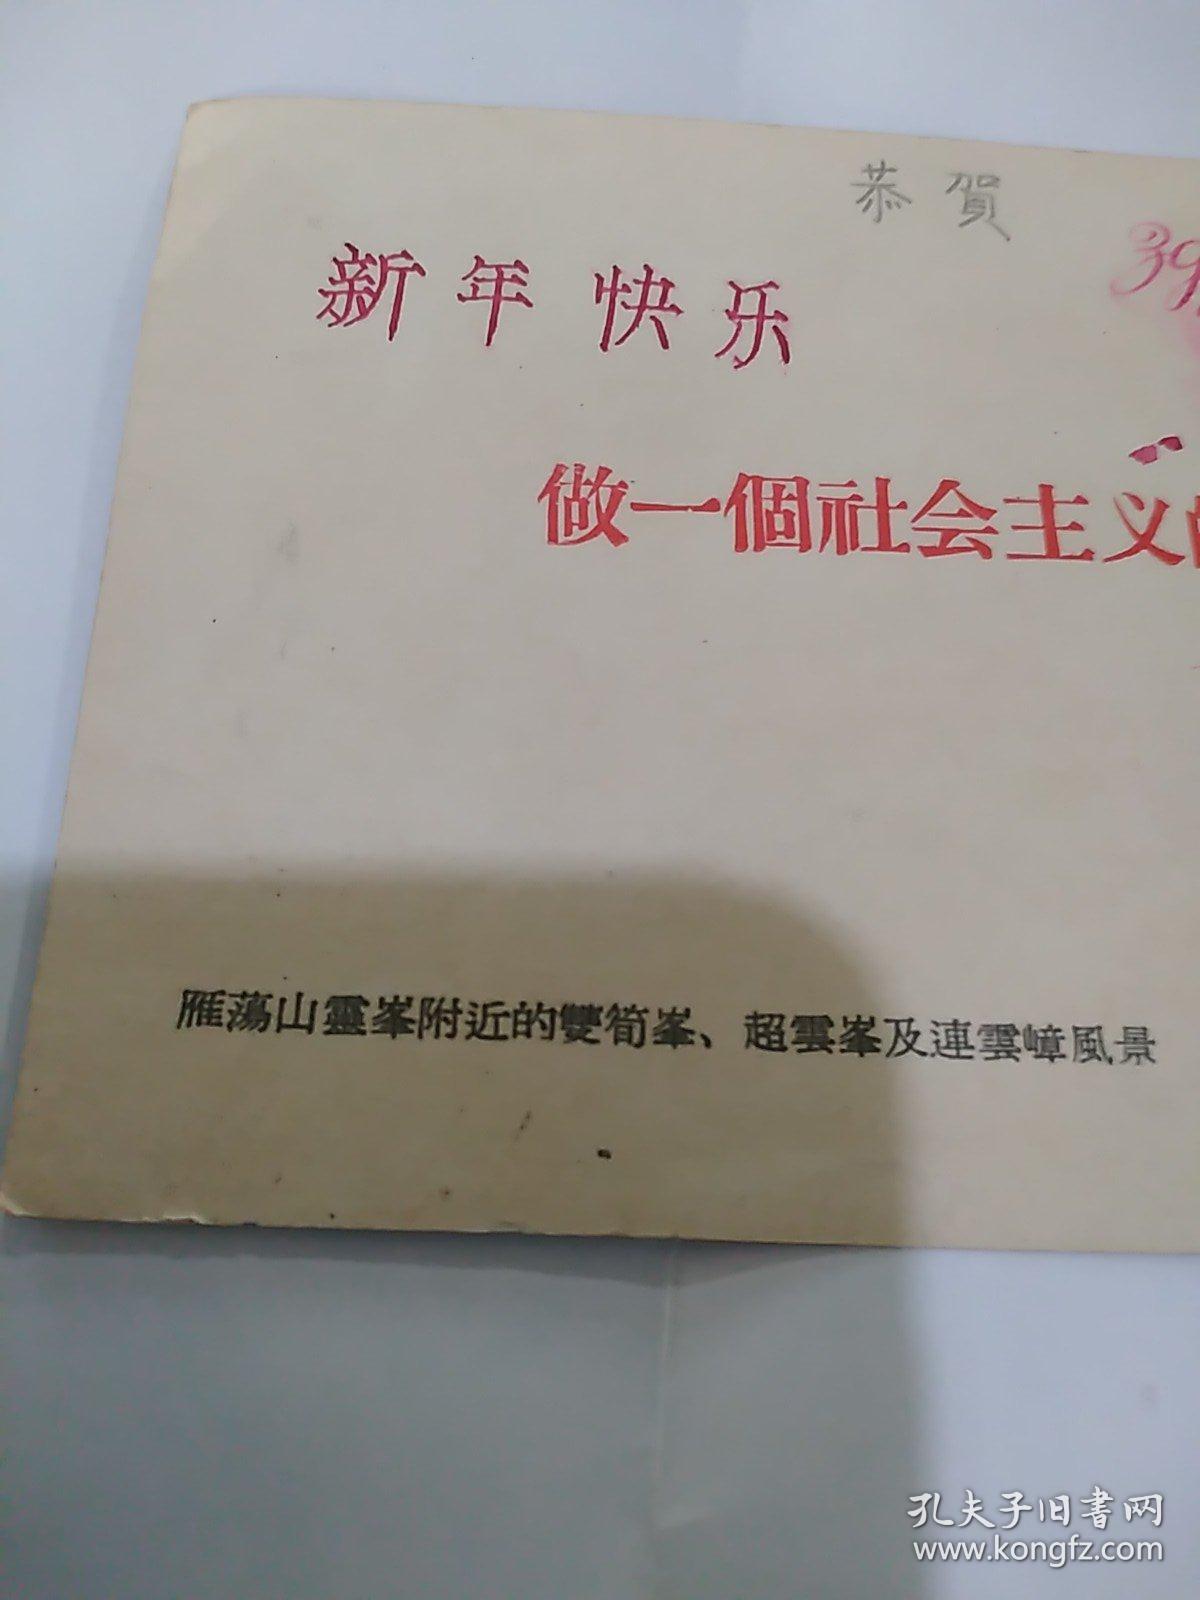 恭賀
新年快乐
39
做一個社会主义的
雁蕩山靈峯附近的雙筍峯、超雲峯及連雲嶂風景
孔夫子旧书网
www.kongfz.com